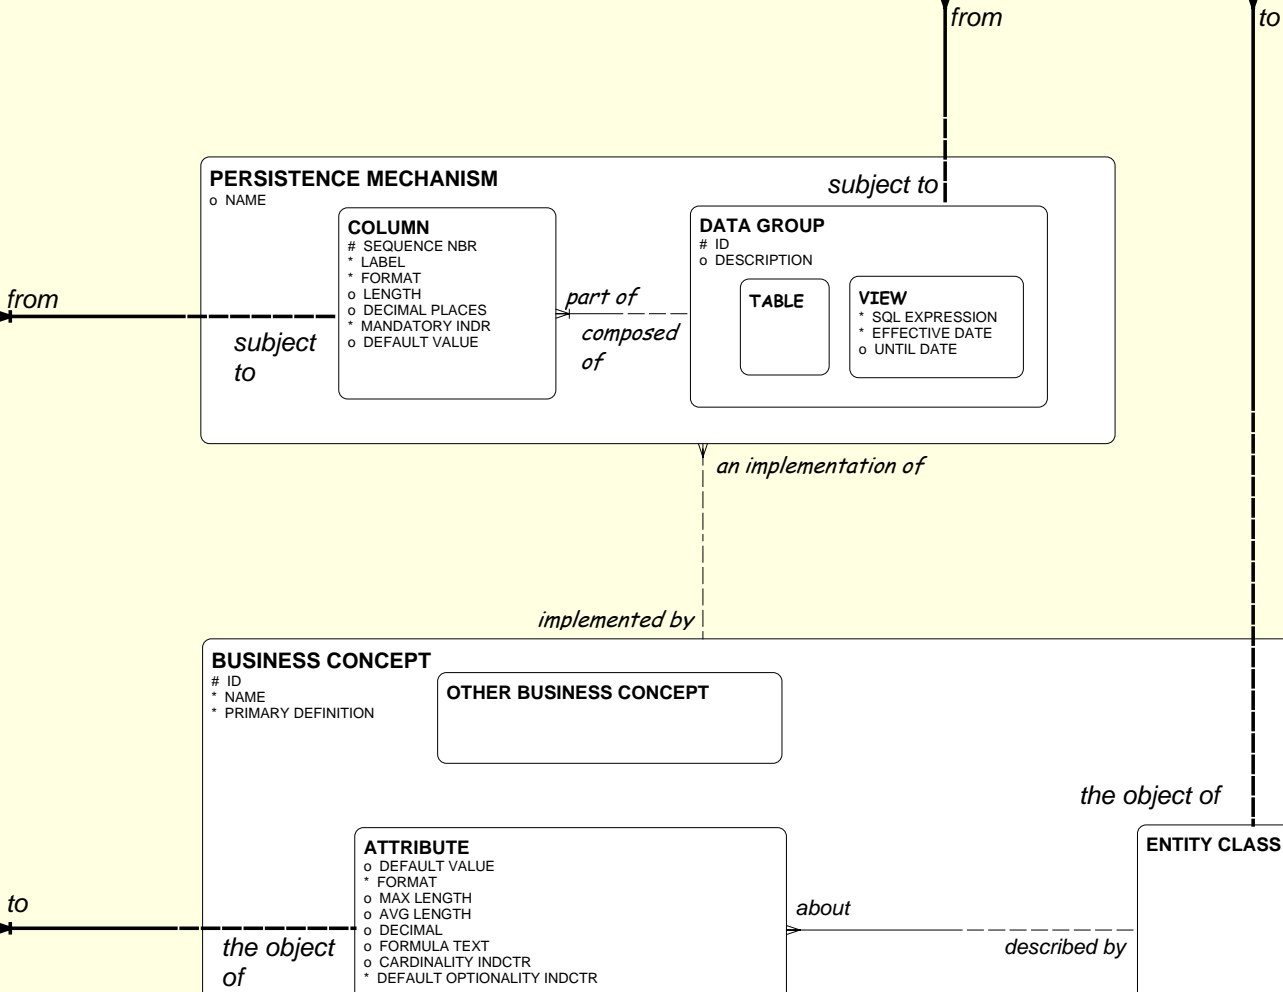 from
to
PERSISTENCE MECHANISM
o NAME
subject to
COLUMN
# SEQUENCE NBR
* LABEL
* FORMAT
o LENGTH
o DECIMAL PLACES
* MANDATORY INDR
o DEFAULT VALUE
DATA GROUP
# ID
o DESCRIPTION
TABLE
VIEW
* SQL EXPRESSION
* EFFECTIVE DATE
o UNTIL DATE
from
subject
to
part of
composed
of
an implementation of
implemented by
BUSINESS CONCEPT
# ID
* NAME
* PRIMARY DEFINITION
OTHER BUSINESS CONCEPT
the object of
ATTRIBUTE
o DEFAULT VALUE
* FORMAT
o MAX LENGTH
o AVG LENGTH
o DECIMAL
o FORMULA TEXT
o CARDINALITY INDCTR
* DEFAULT OPTIONALITY INDCTR
ENTITY CLASS
to
the object
of
about
described by